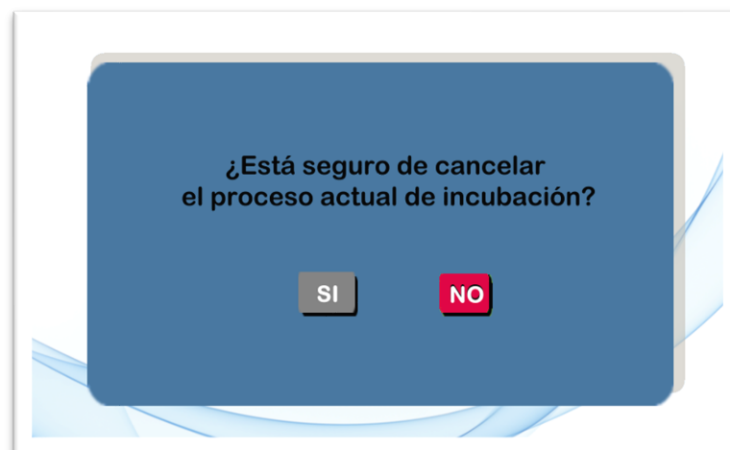 ¿Está seguro de cancelar
el proceso actual de incubación?
SI
NO